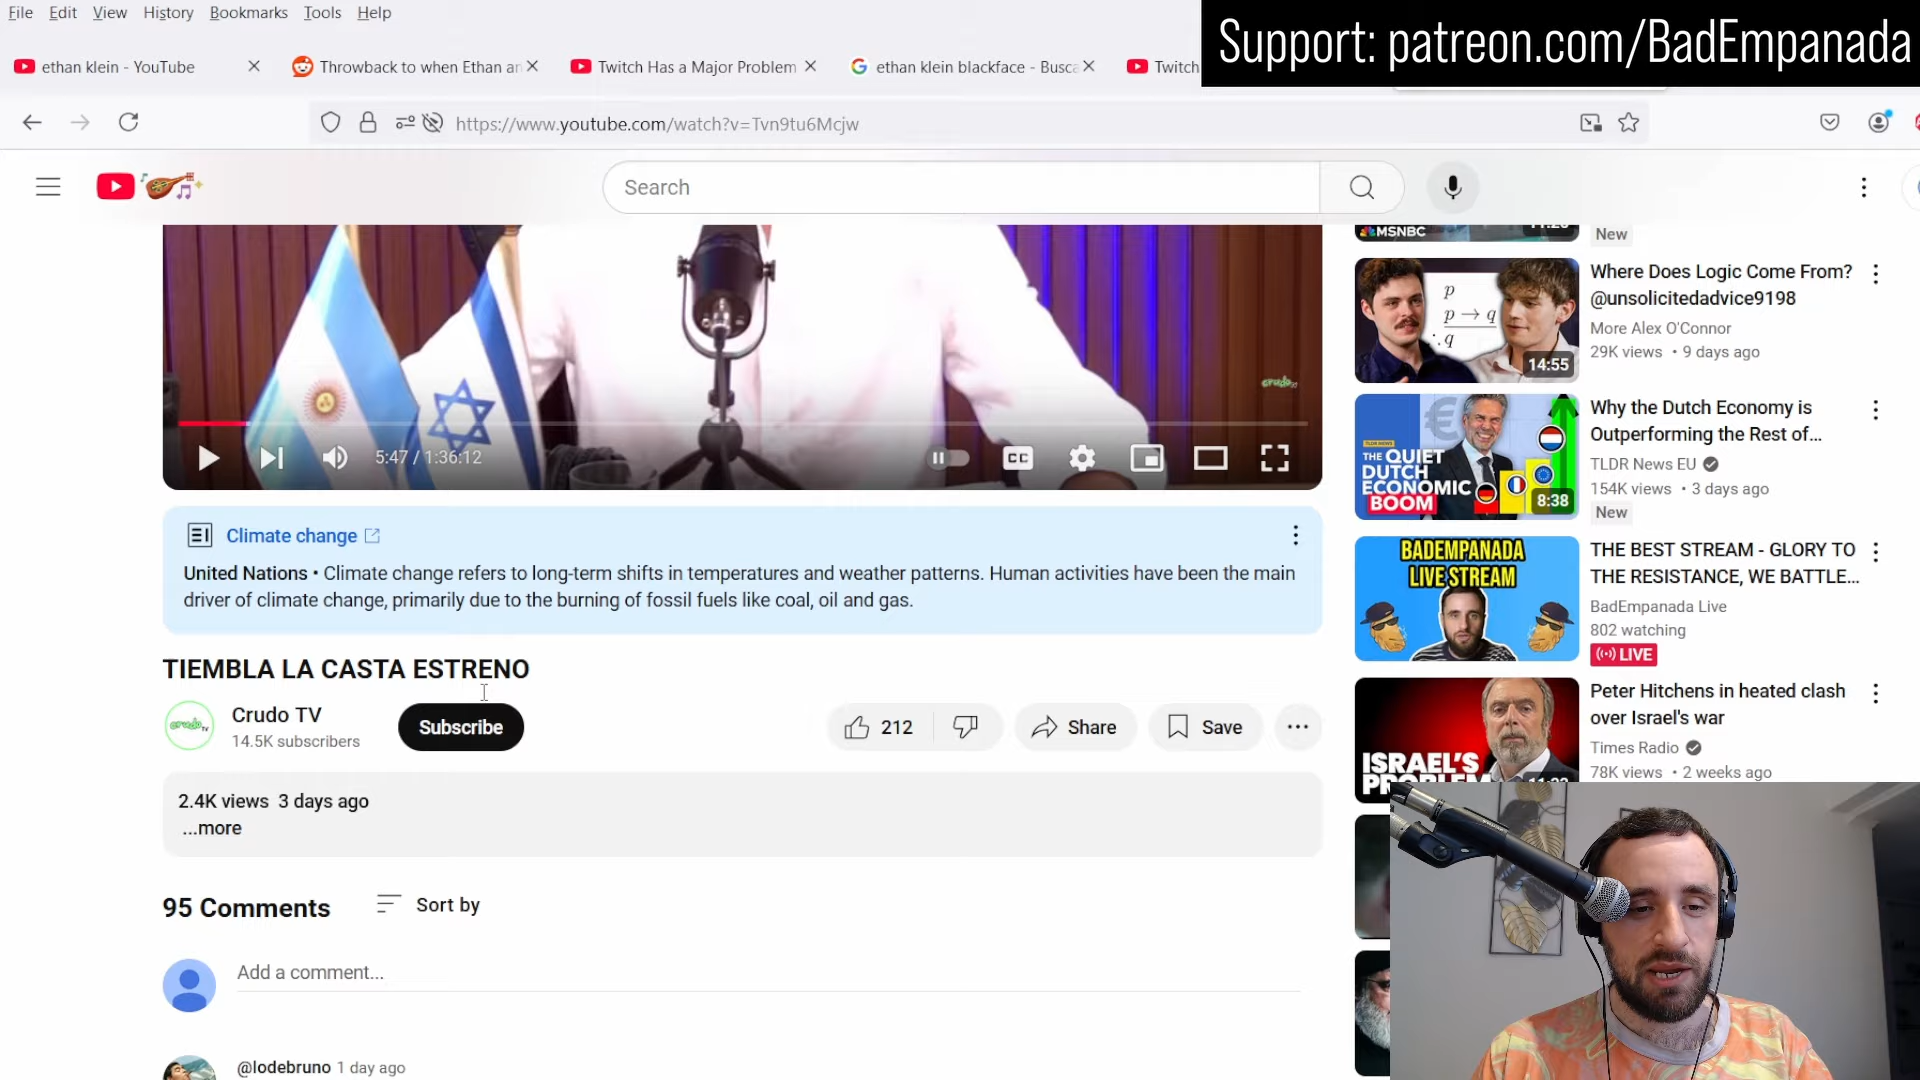 File Edit View History Bookmarks Tools Help
Support: patreon.com/BadEmpanada
ethan klein - YouTube
Throwback to when Ethan an
Twitch Has a Major Problem
ethan klein blackface - Busca
Twitch
https://www.youtube.com/watch?v=Tvn9tu6Mcjw
Search
crudo
5:47 / 1:36:12
CC
Climate change
United Nations • Climate change refers to long-term shifts in temperatures and weather patterns. Human activities have been the main
driver of climate change, primarily due to the burning of fossil fuels like coal, oil and gas.
TIEMBLA LA CASTA ESTRENO
crudo TV
Crudo TV
14.5K subscribers
Subscribe
212
Share
Save
2.4K views 3 days ago
...more
95 Comments
Sort by
Add a comment...
@lodebruno 1 day ago
MSNBC
New
p
p → q
∴ q
14:55
Where Does Logic Come From?
@unsolicitedadvice9198
More Alex O'Connor
29K views • 9 days ago
TLDR NEWS EU
THE QUIET
DUTCH
ECONOMIC
BOOM
8:38
Why the Dutch Economy is
Outperforming the Rest of...
TLDR News EU
154K views • 3 days ago
New
BADEMPANADA
LIVE STREAM
THE BEST STREAM - GLORY TO
THE RESISTANCE, WE BATTLE...
BadEmpanada Live
802 watching
LIVE
ISRAEL'S
PROBLEM
Peter Hitchens in heated clash
over Israel's war
Times Radio
78K views • 2 weeks ago